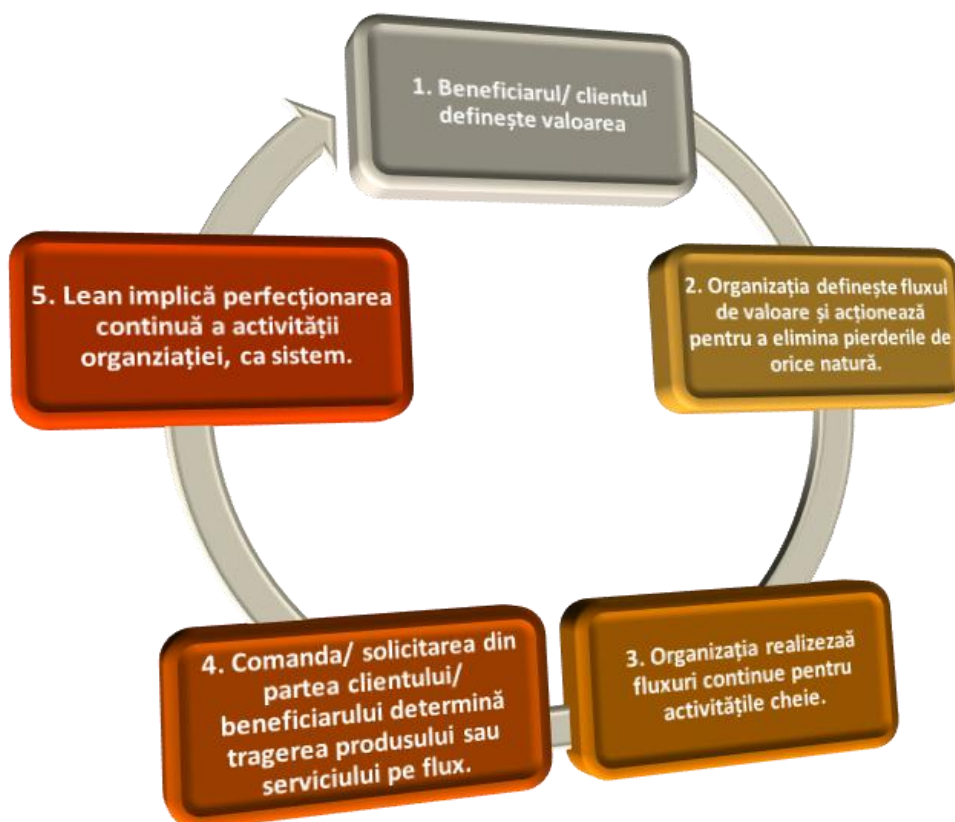 1. Beneficiarul/ clientul
definește valoarea
2. Organizația definește fluxul
de valoare și acționează
pentru a elimina pierderile de
orice natură.
3. Organizația realizează
fluxuri continue pentru
activitățile cheie.
4. Comanda/ solicitarea din
partea clientului/
beneficiarului determină
tragerea produsului sau
serviciului pe flux.
5. Lean implică perfecționarea
continuă a activității
organziației, ca sistem.